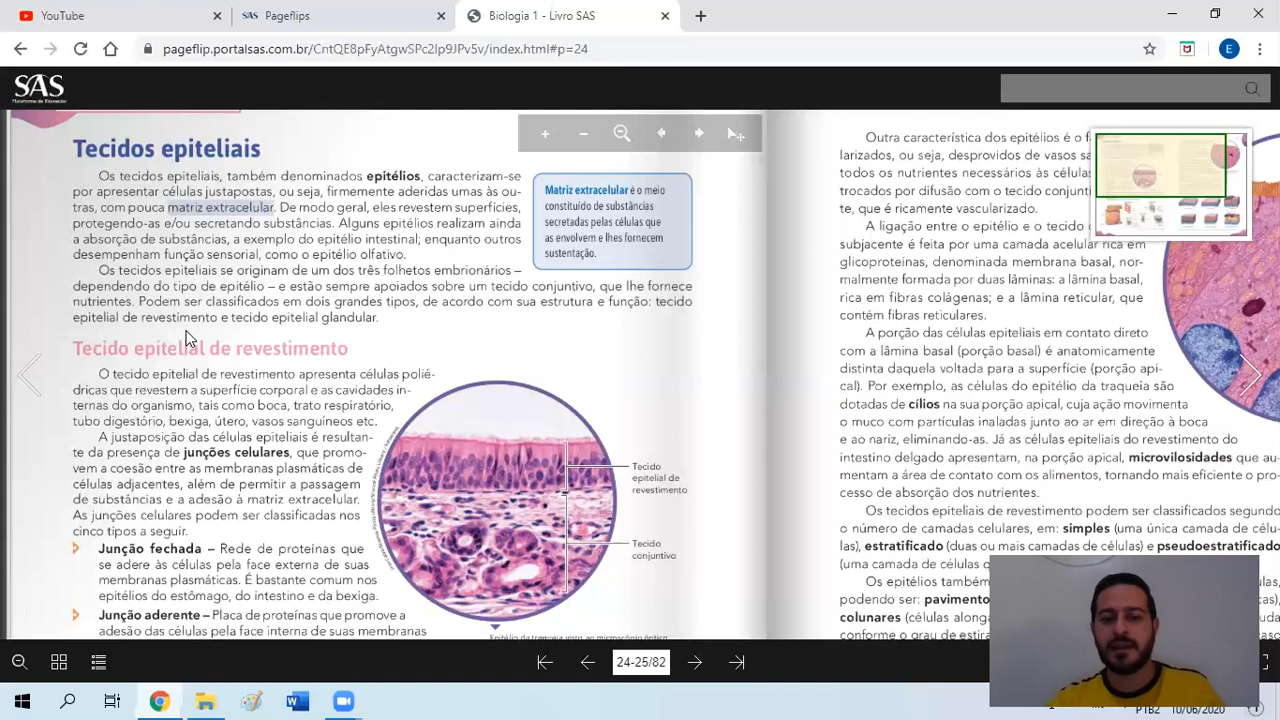 YouTube
SAS Pageflips
Biologia 1 - Livro SAS
pageflip.portalsas.com.br/CntQE8pFyAtgwSPc2Ip9JPv5v/index.html#p=24
E
SAS
Plataforma de Educação
Tecidos epiteliais
Os tecidos epiteliais, também denominados epitélios, caracterizam-se
por apresentar células justapostas, ou seja, firmemente aderidas umas às ou-
tras, com pouca matriz extracelular. De modo geral, eles revestem superfícies,
protegendo-as e/ou secretando substâncias. Alguns epitélios realizam ainda
a absorção de substâncias, a exemplo do epitélio intestinal; enquanto outros
desempenham função sensorial, como o epitélio olfativo.
Os tecidos epiteliais se originam de um dos três folhetos embrionários –
dependendo do tipo de epitélio – e estão sempre apoiados sobre um tecido conjuntivo, que lhe fornece
nutrientes. Podem ser classificados em dois grandes tipos, de acordo com sua estrutura e função: tecido
epitelial de revestimento e tecido epitelial glandular.
Matriz extracelular é o meio
constituído de substâncias
secretadas pelas células que
as envolvem e lhes fornecem
sustentação.
Tecido epitelial de revestimento
O tecido epitelial de revestimento apresenta células polié-
dricas que revestem a superfície corporal e as cavidades in-
ternas do organismo, tais como boca, trato respiratório,
tubo digestório, bexiga, útero, vasos sanguíneos etc.
A justaposição das células epiteliais é resultan-
te da presença de junções celulares, que promo-
vem a coesão entre as membranas plasmáticas de
células adjacentes, além de permitir a passagem
de substâncias e a adesão à matriz extracelular.
As junções celulares podem ser classificadas nos
cinco tipos a seguir.
Junção fechada – Rede de proteínas que
se adere às células pela face externa de suas
membranas plasmáticas. É bastante comum nos
epitélios do estômago, do intestino e da bexiga.
Junção aderente – Placa de proteínas que promove a
adesão das células pela face interna de suas membranas
Tecido
epitelial de
revestimento
Tecido
conjuntivo
Epitélio da traqueia visto ao microscópio óptico
Outra característica dos epitélios é o f
larizados, ou seja, desprovidos de vasos sa
todos os nutrientes necessários às células
trocados por difusão com o tecido conjunti
te, que é ricamente vascularizado.
A ligação entre o epitélio e o tecido
subjacente é feita por uma camada acelular rica em
glicoproteínas, denominada membrana basal, nor-
malmente formada por duas lâminas: a lâmina basal,
rica em fibras colágenas; e a lâmina reticular, que
contém fibras reticulares.
A porção das células epiteliais em contato direto
com a lâmina basal (porção basal) é anatomicamente
distinta daquela voltada para a superfície (porção api-
cal). Por exemplo, as células do epitélio da traqueia são
dotadas de cílios na sua porção apical, cuja ação movimenta
o muco com partículas inaladas junto ao ar em direção à boca
e ao nariz, eliminando-as. Já as células epiteliais do revestimento do
intestino delgado apresentam, na porção apical, microvilosidades que au-
mentam a área de contato com os alimentos, tornando mais eficiente o pro-
cesso de absorção dos nutrientes.
Os tecidos epiteliais de revestimento podem ser classificados segundo
o número de camadas celulares, em: simples (uma única camada de célu-
las), estratificado (duas ou mais camadas de células) e pseudoestratificado
(uma camada de células q
Os epitélios também
podendo ser: pavimento
colunares (células along
conforme o grau de estira
24-25/82
PTB2 10/06/2020